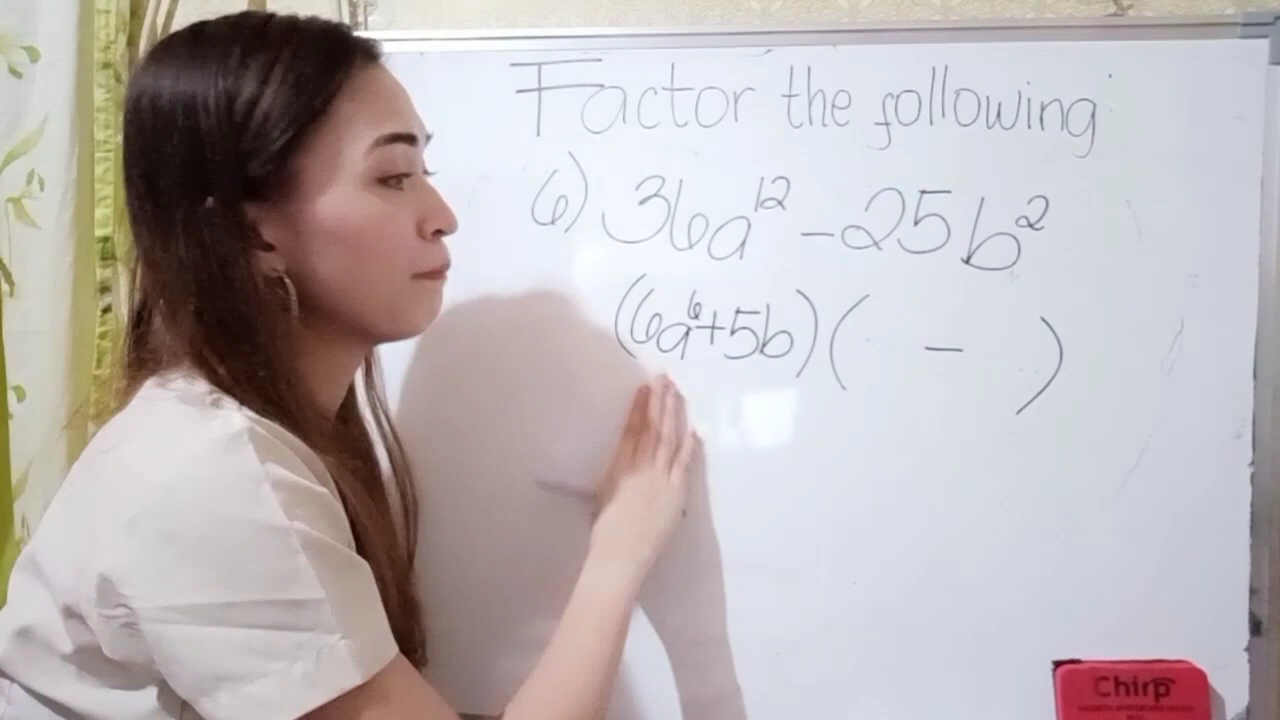 Factor the following
6) 36a¹² - 25b²
(6a⁶+5b)( - )
Chirp